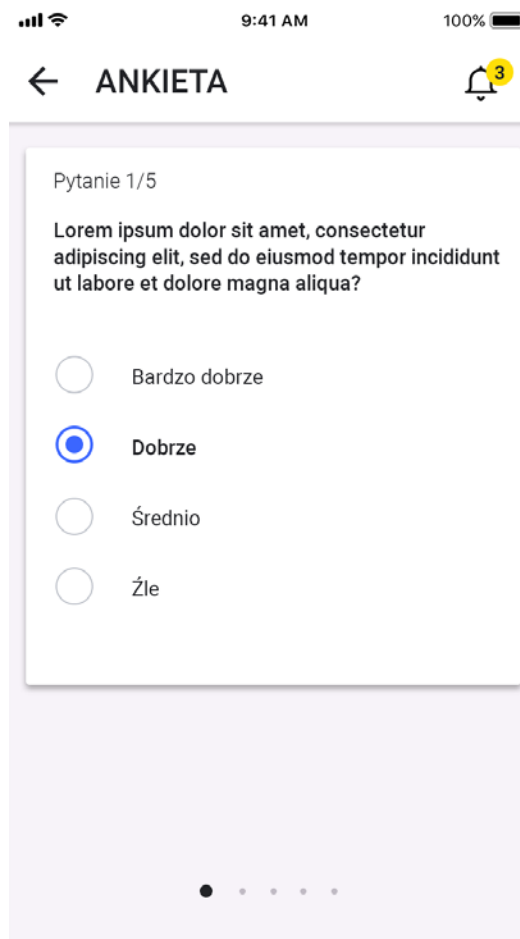 9:41 AM
100%
ANKIETA
3
Pytanie 1/5
Lorem ipsum dolor sit amet, consectetur
adipiscing elit, sed do eiusmod tempor incididunt
ut labore et dolore magna aliqua?
Bardzo dobrze
Dobrze
Średnio
Źle